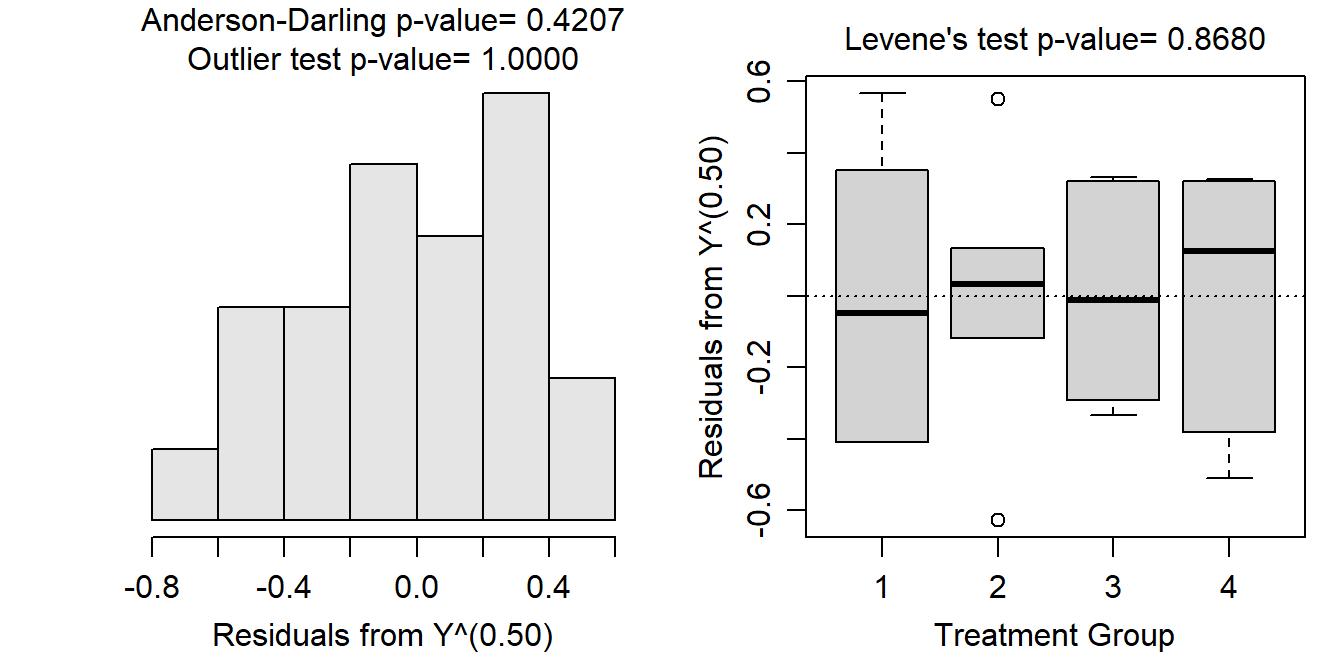 Anderson-Darling p-value= 0.4207
Outlier test p-value= 1.0000
-0.8 -0.4 0.0 0.4
Residuals from Y^(0.50)
Levene's test p-value= 0.8680
Residuals from Y^(0.50)
0.6
0.2
-0.2
-0.6
1 2 3 4
Treatment Group